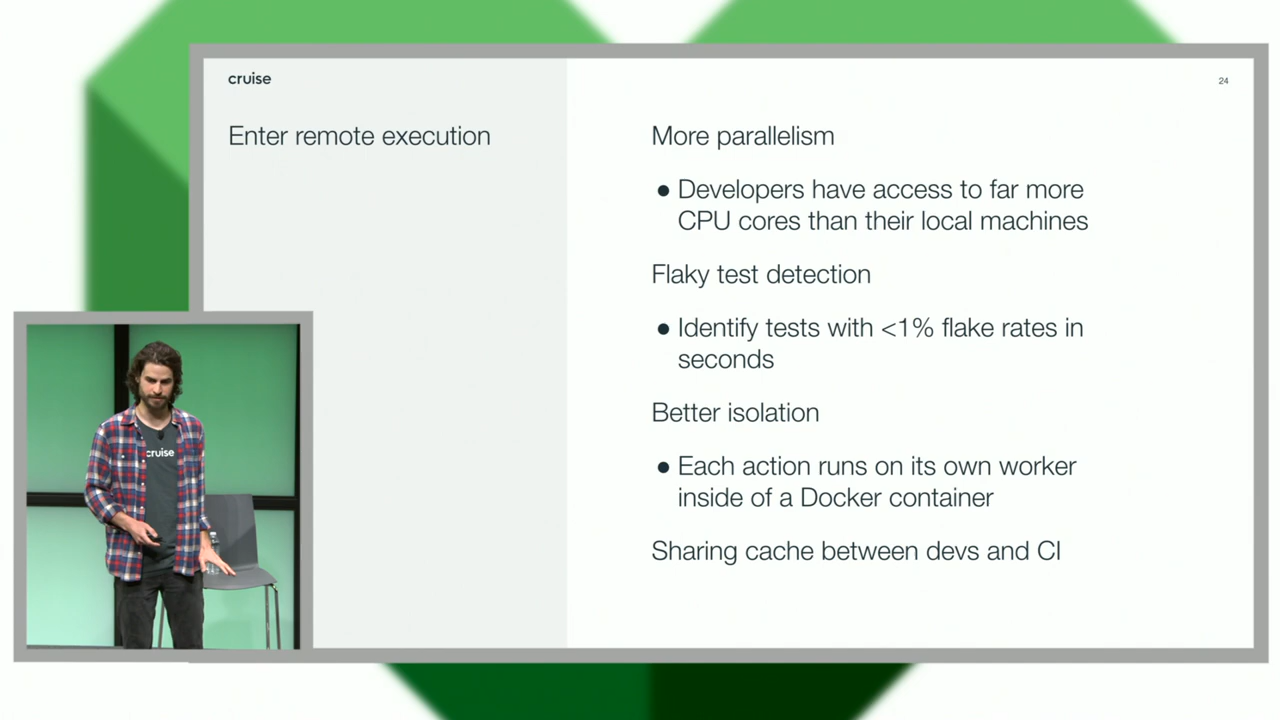 cruise
24
Enter remote execution
More parallelism
● Developers have access to far more
CPU cores than their local machines
Flaky test detection
● Identify tests with <1% flake rates in
seconds
Better isolation
● Each action runs on its own worker
inside of a Docker container
Sharing cache between devs and CI
cruise